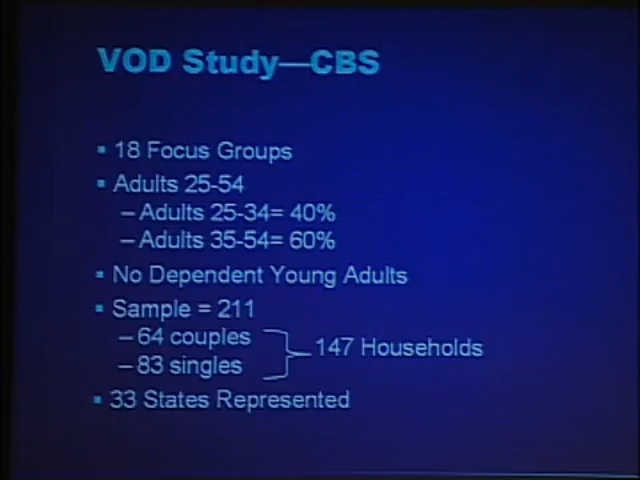 VOD Study—CBS
▪ 18 Focus Groups
▪ Adults 25-54
– Adults 25-34= 40%
– Adults 35-54= 60%
▪ No Dependent Young Adults
▪ Sample = 211
– 64 couples
– 83 singles
147 Households
▪ 33 States Represented